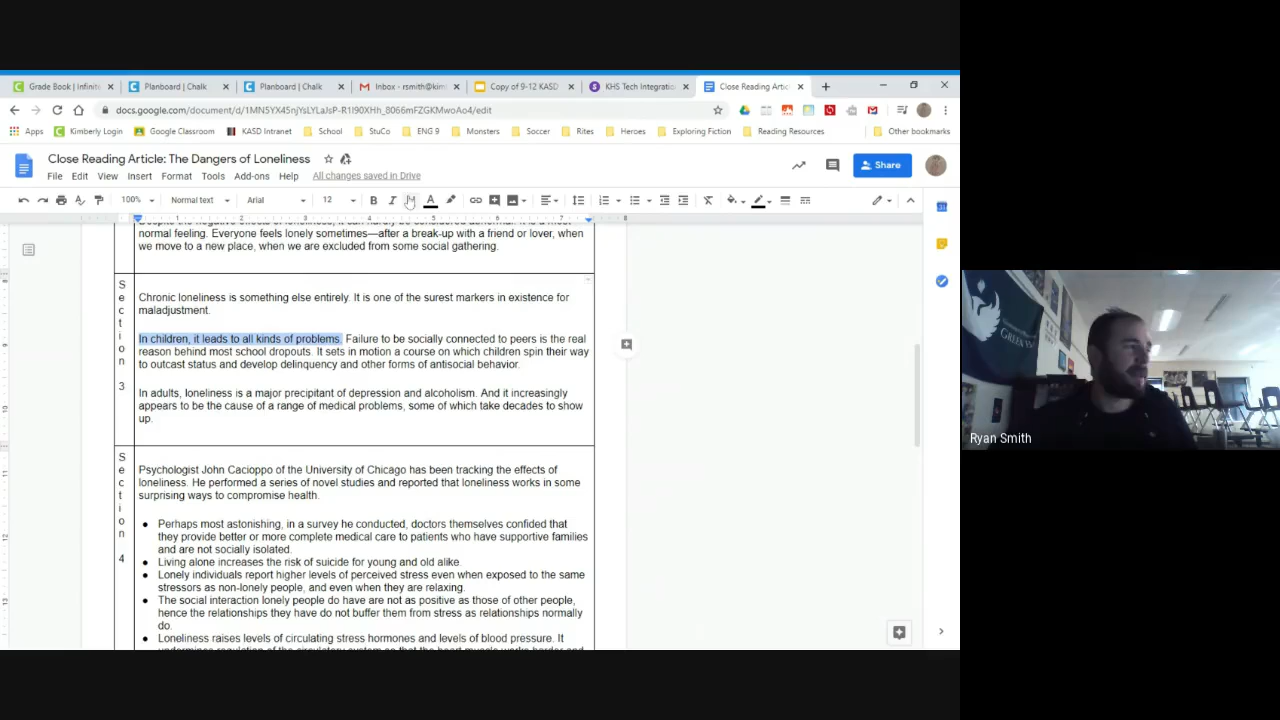 Grade Book | Infinite
Planboard | Chalk
Planboard | Chalk
Inbox - rsmith@kim
Copy of 9-12 KASD
KHS Tech Integratio
Close Reading Artic
docs.google.com/document/d/1MN5YX45njYsLYLaJsP-R1I90XHh_8066mFZGKMwoAo4/edit
Apps
Kimberly Login
Google Classroom
KASD Intranet
School
StuCo
ENG 9
Monsters
Soccer
Rites
Heroes
Exploring Fiction
Reading Resources
Other bookmarks
Close Reading Article: The Dangers of Loneliness
File Edit View Insert Format Tools Add-ons Help All changes saved in Drive
Share
100% Normal text Arial 12
normal feeling. Everyone feels lonely sometimes—after a break-up with a friend or lover, when
we move to a new place, when we are excluded from some social gathering.
Section 3
Chronic loneliness is something else entirely. It is one of the surest markers in existence for
maladjustment.
In children, it leads to all kinds of problems. Failure to be socially connected to peers is the real
reason behind most school dropouts. It sets in motion a course on which children spin their way
to outcast status and develop delinquency and other forms of antisocial behavior.
In adults, loneliness is a major precipitant of depression and alcoholism. And it increasingly
appears to be the cause of a range of medical problems, some of which take decades to show
up.
Section 4
Psychologist John Cacioppo of the University of Chicago has been tracking the effects of
loneliness. He performed a series of novel studies and reported that loneliness works in some
surprising ways to compromise health.
● Perhaps most astonishing, in a survey he conducted, doctors themselves confided that
they provide better or more complete medical care to patients who have supportive families
and are not socially isolated.
● Living alone increases the risk of suicide for young and old alike.
● Lonely individuals report higher levels of perceived stress even when exposed to the same
stressors as non-lonely people, and even when they are relaxing.
● The social interaction lonely people do have are not as positive as those of other people,
hence the relationships they have do not buffer them from stress as relationships normally
do.
● Loneliness raises levels of circulating stress hormones and levels of blood pressure. It
Ryan Smith